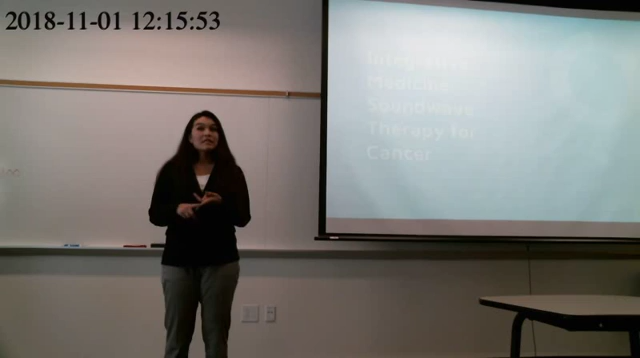 2018-11-01 12:15:53
Integrative
Medicine
Soundwave
Therapy for
Cancer